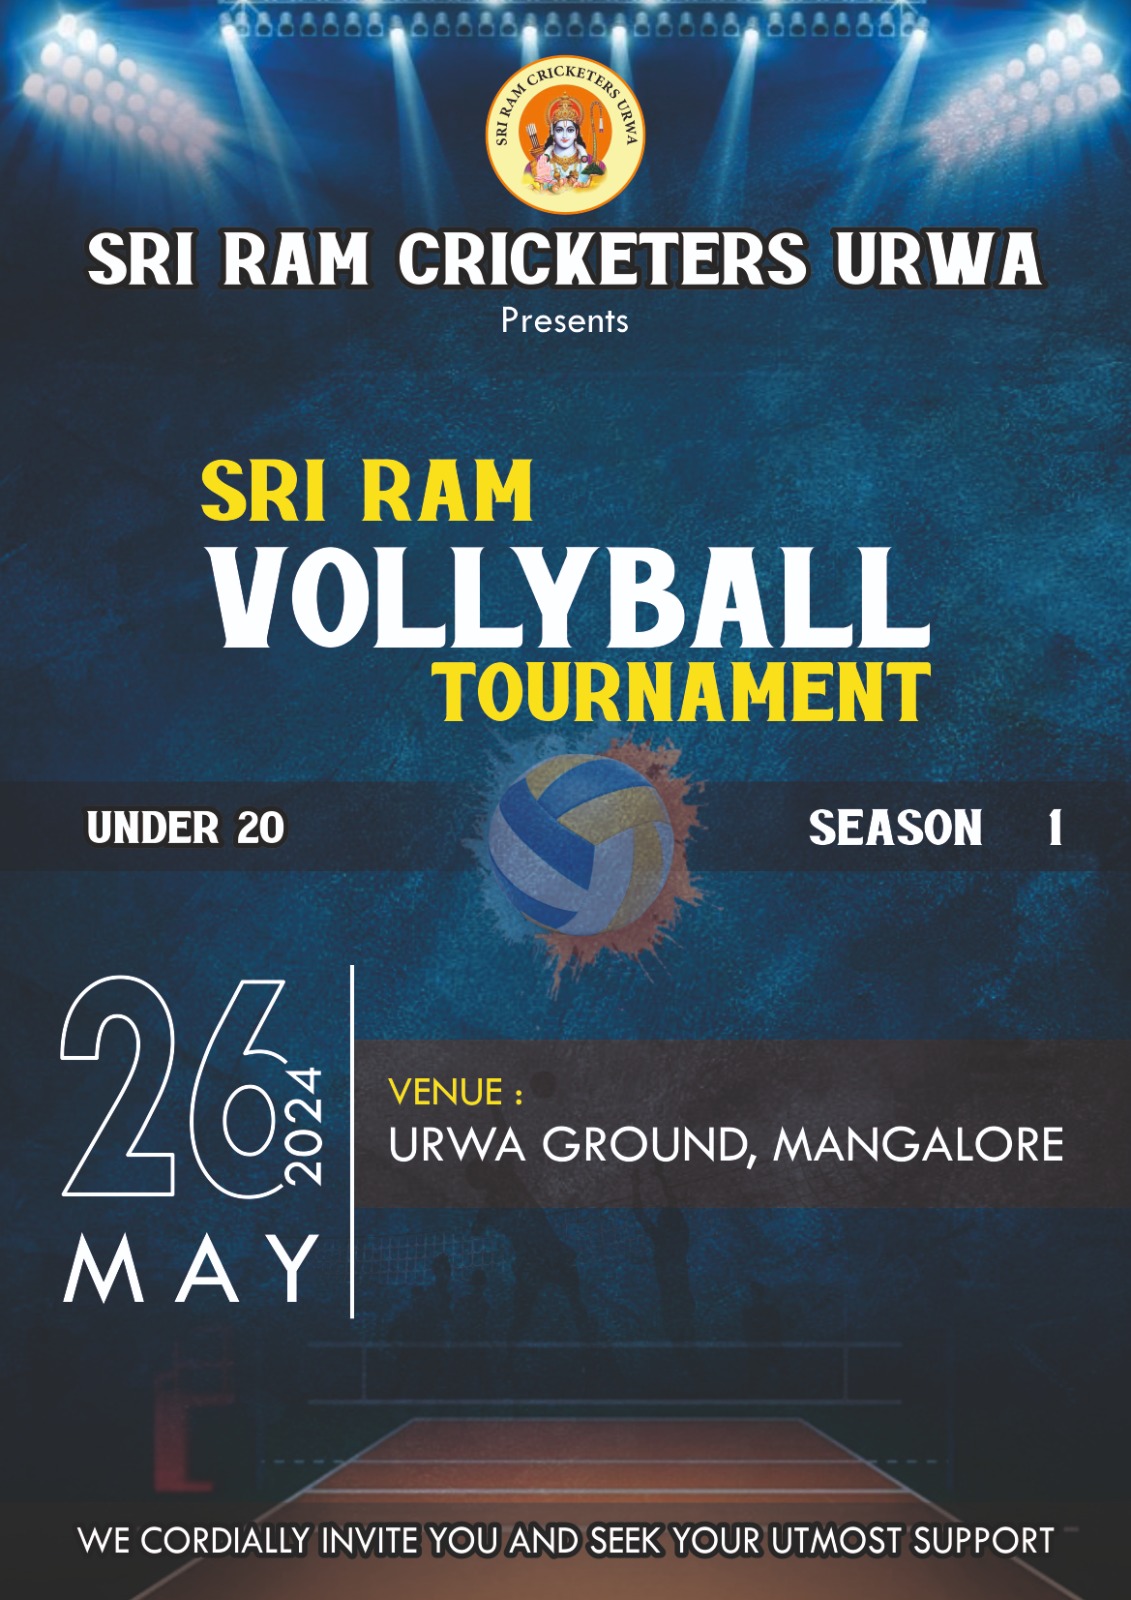 SRI RAM CRICKETERS URWA
SRI RAM CRICKETERS URWA
Presents
SRI RAM
VOLLYBALL
TOURNAMENT
UNDER 20
SEASON 1
26
2024
MAY
VENUE :
URWA GROUND, MANGALORE
WE CORDIALLY INVITE YOU AND SEEK YOUR UTMOST SUPPORT